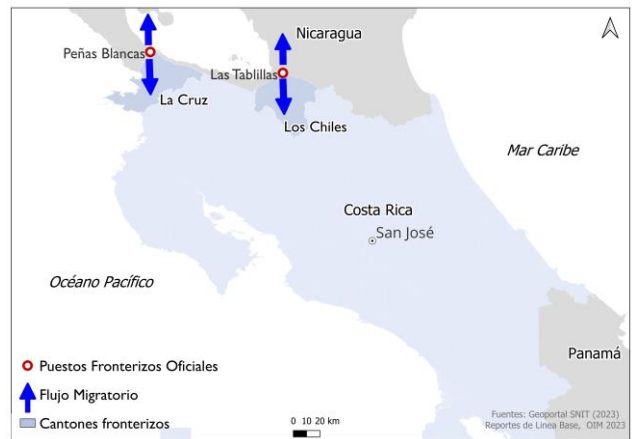 Nicaragua
Peñas Blancas
Las Tablillas
La Cruz
Los Chiles
Mar Caribe
Costa Rica
San José
Océano Pacífico
Panamá
Puestos Fronterizos Oficiales
Flujo Migratorio
Cantones fronterizos
0 10 20 km
Fuentes: Geoportal SNIT (2023)
Reportes de Linea Base, OIM 2023